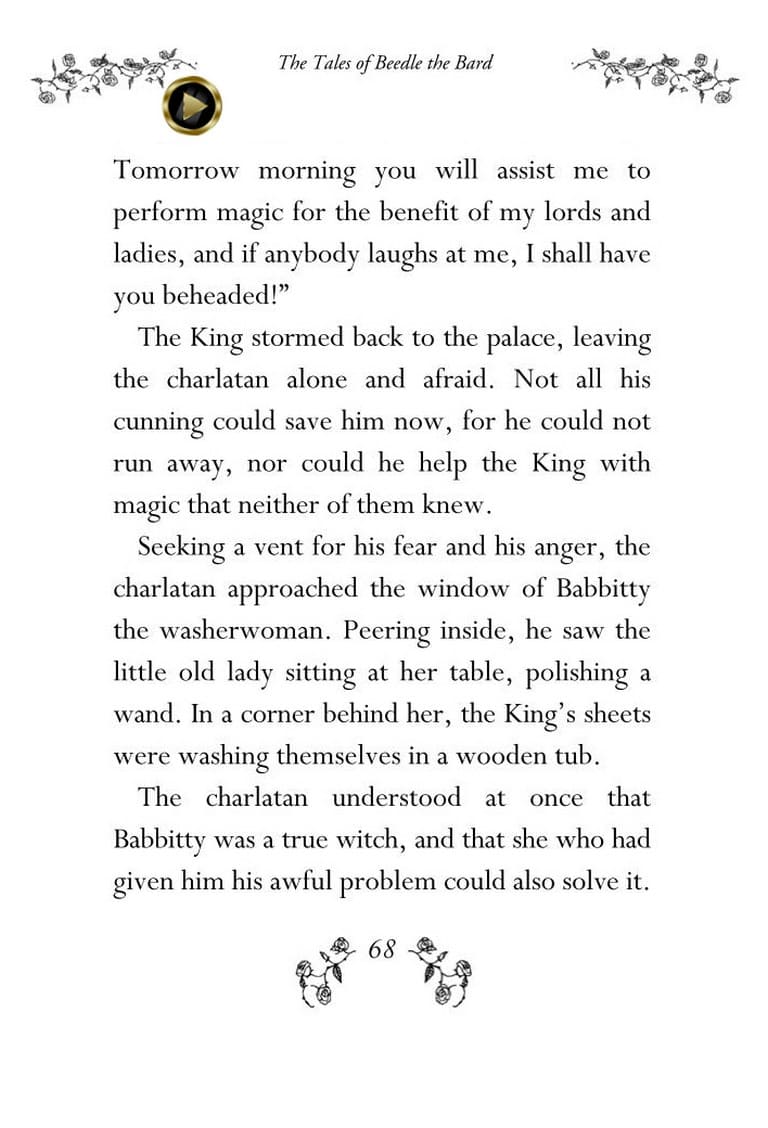 The Tales of Beedle the Bard
Tomorrow morning you will assist me to
perform magic for the benefit of my lords and
ladies, and if anybody laughs at me, I shall have
you beheaded!”
The King stormed back to the palace, leaving
the charlatan alone and afraid. Not all his
cunning could save him now, for he could not
run away, nor could he help the King with
magic that neither of them knew.
Seeking a vent for his fear and his anger, the
charlatan approached the window of Babbitty
the washerwoman. Peering inside, he saw the
little old lady sitting at her table, polishing a
wand. In a corner behind her, the King’s sheets
were washing themselves in a wooden tub.
The charlatan understood at once that
Babbitty was a true witch, and that she who had
given him his awful problem could also solve it.
68